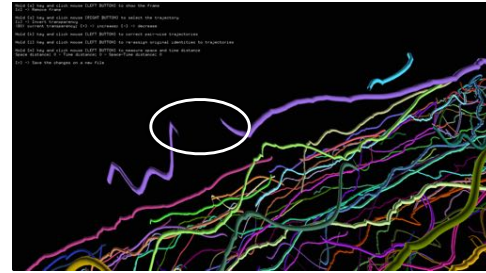 Hold [c] key and click mouse [LEFT BUTTON] to show the frame
[c] -> Remove frame
Hold key and click mouse [RIGHT BUTTON] to select the trajectory
-> Invert transparency
current transparency: [+] -> increase; [-] -> decrease
Hold key and click mouse [LEFT BUTTON] to correct pair-wise trajectories
Hold key and click mouse [LEFT BUTTON] to re-assign original identities to trajectories
Hold key and click mouse [LEFT BUTTON] to measure space and time distance
Space distance: 0 - Time distance: 0 - Space-Time distance: 0
-> Save the changes on a new file